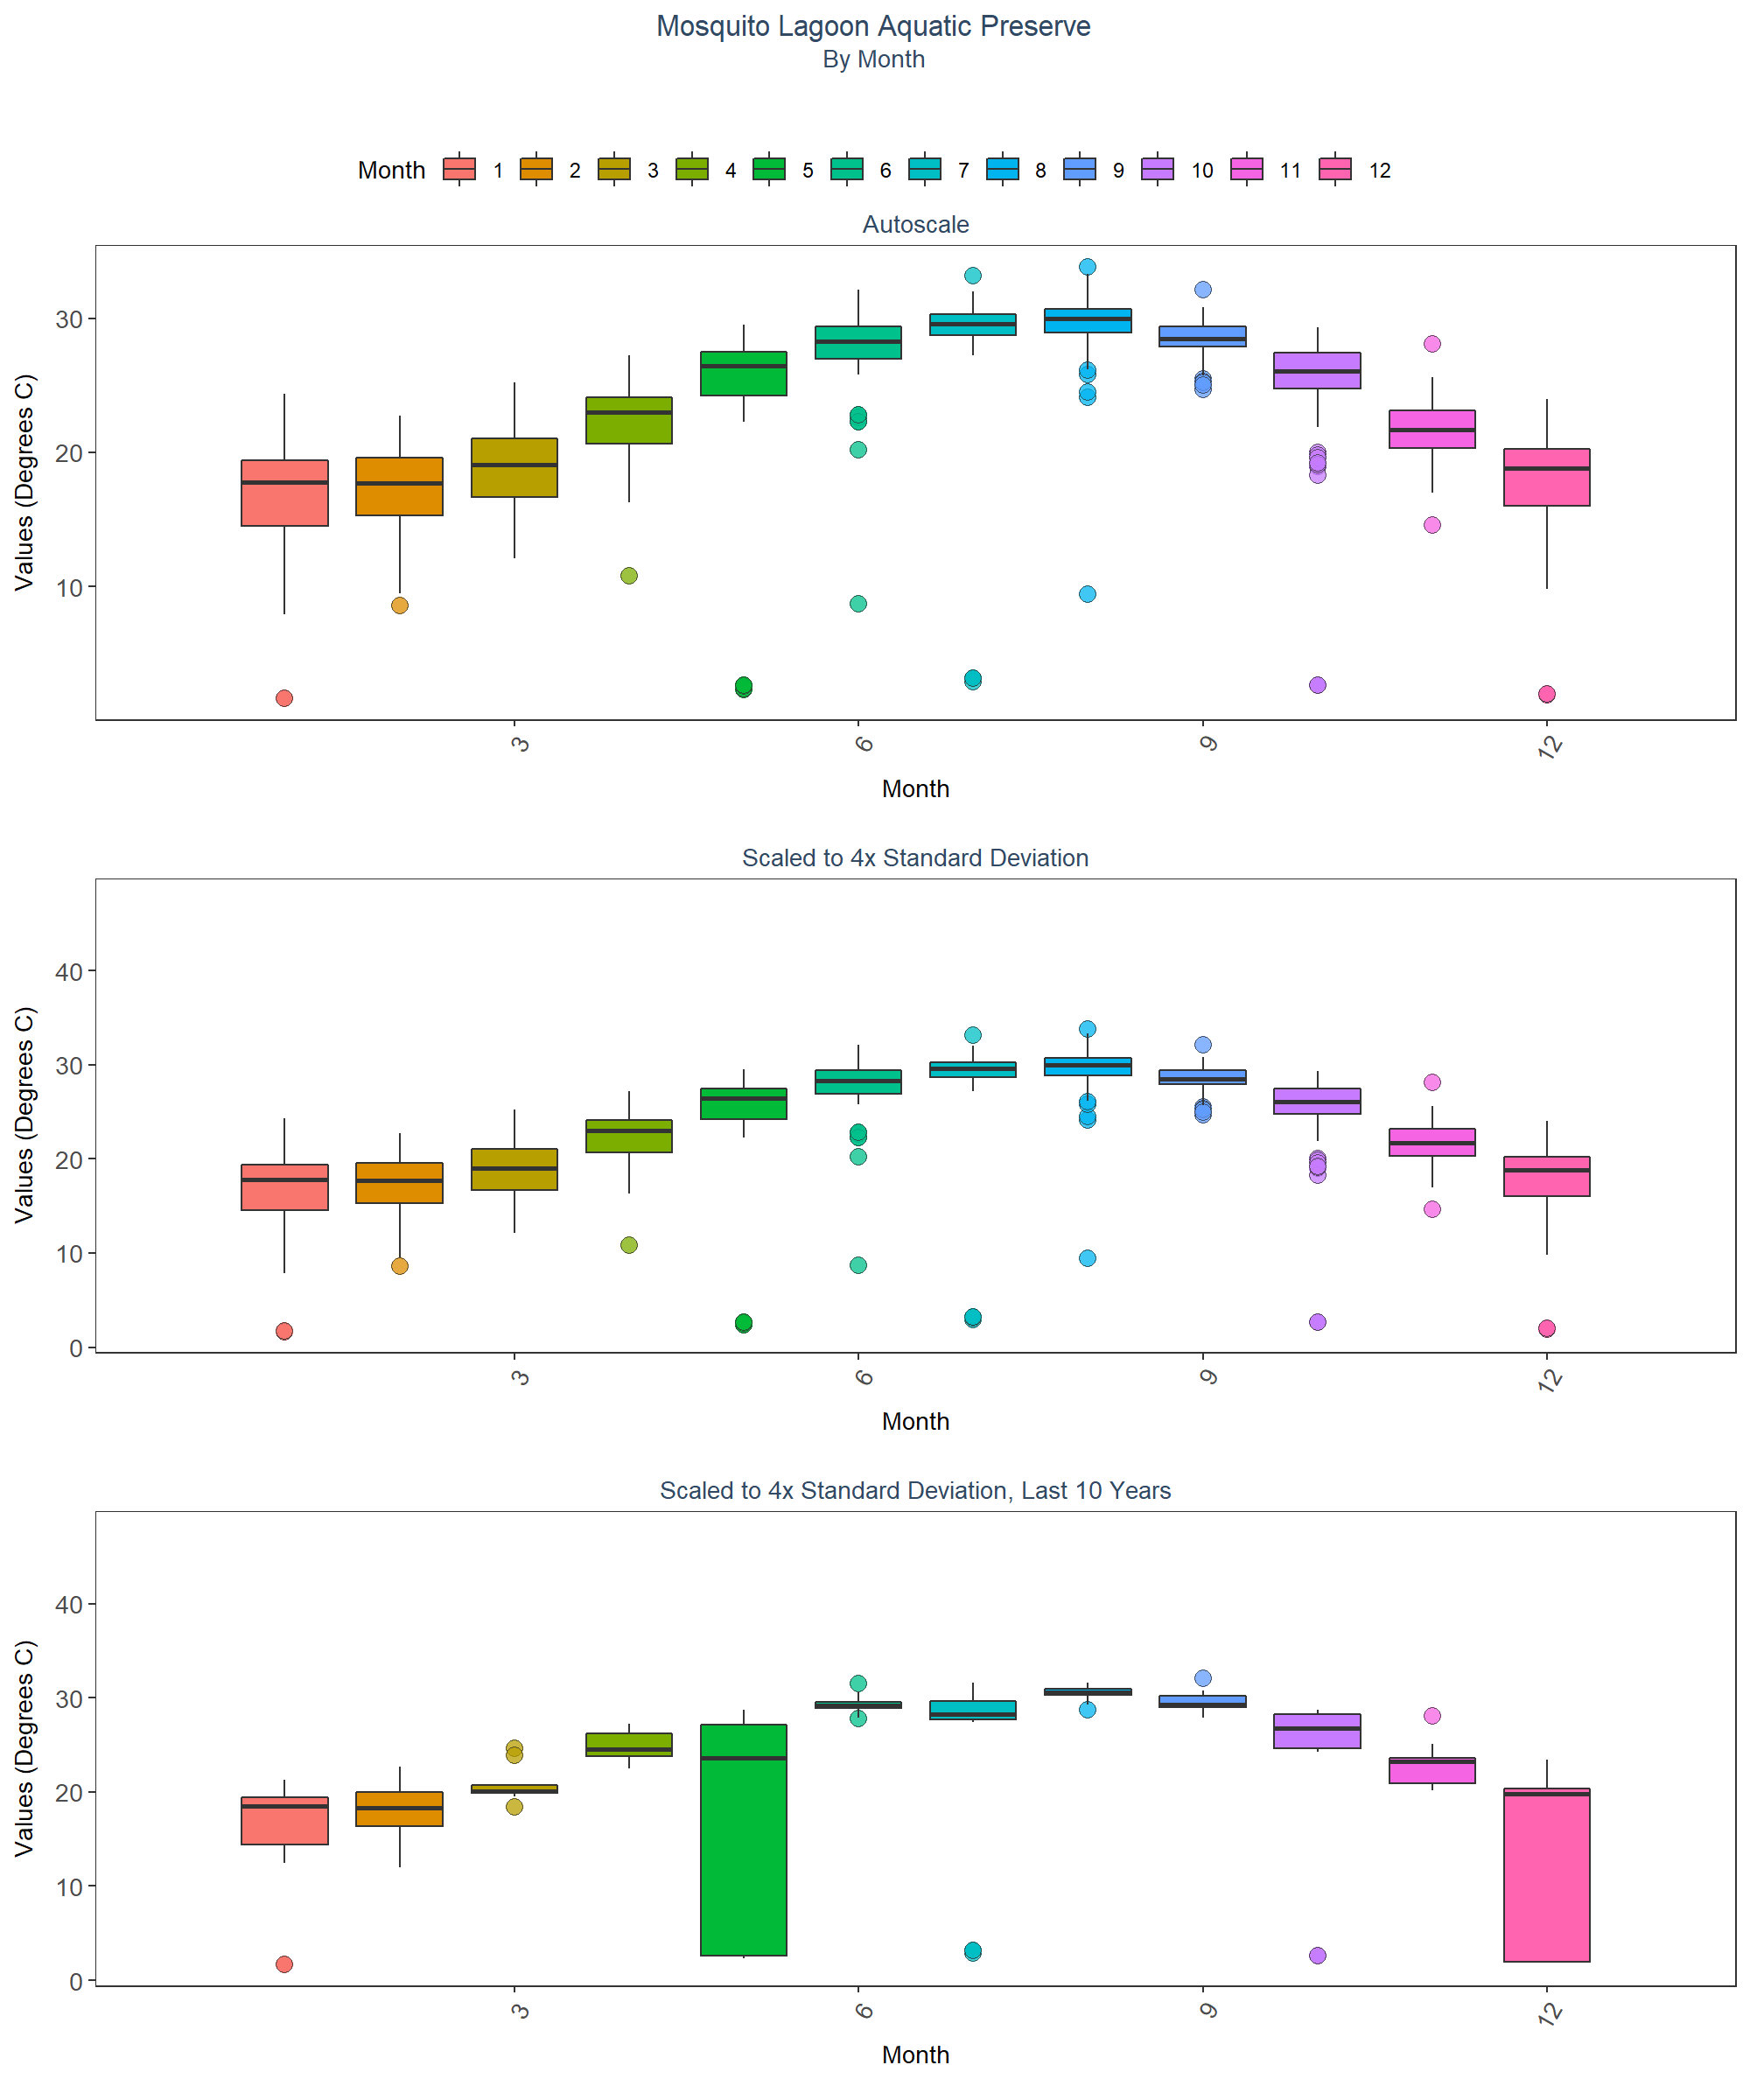 Mosquito Lagoon Aquatic Preserve
By Month
Month 1 2 3 4 5 6 7 8 9 10 11 12
Autoscale
Values (Degrees C)
30
20
10
3 6 9 12
Month
Scaled to 4x Standard Deviation
Values (Degrees C)
40
30
20
10
0
3 6 9 12
Month
Scaled to 4x Standard Deviation, Last 10 Years
Values (Degrees C)
40
30
20
10
0
3 6 9 12
Month